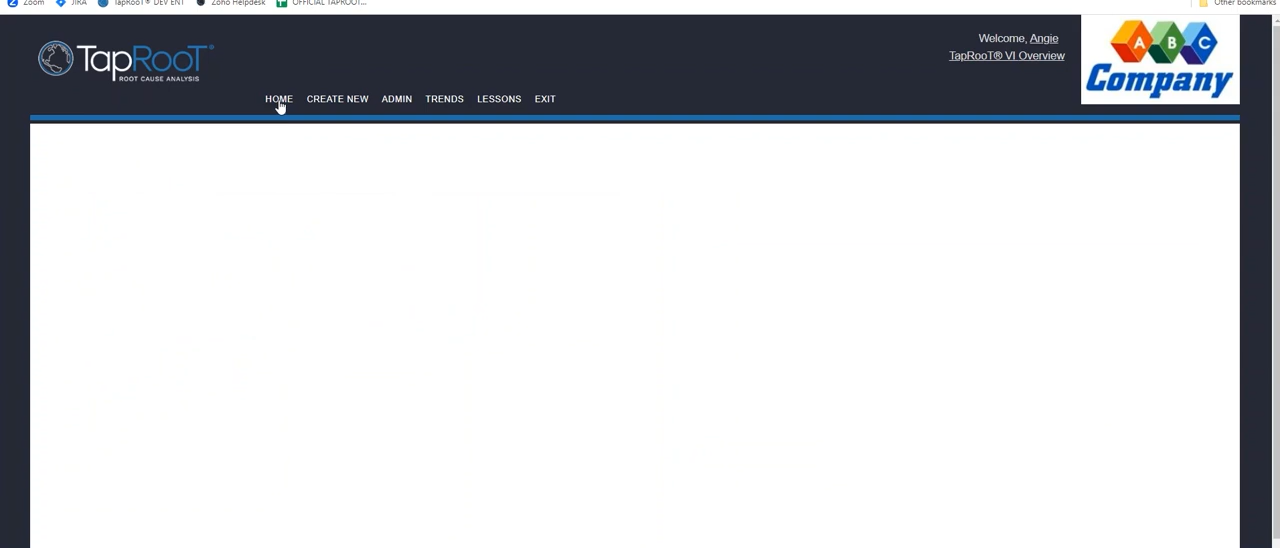 Zoom JIRA TapRooT® DEV ENT Zoho Helpdesk OFFICIAL TAPROOT... Other bookmarks
TapRooT®
ROOT CAUSE ANALYSIS
Welcome, Angie
TapRooT® VI Overview
A B C
Company
HOME CREATE NEW ADMIN TRENDS LESSONS EXIT